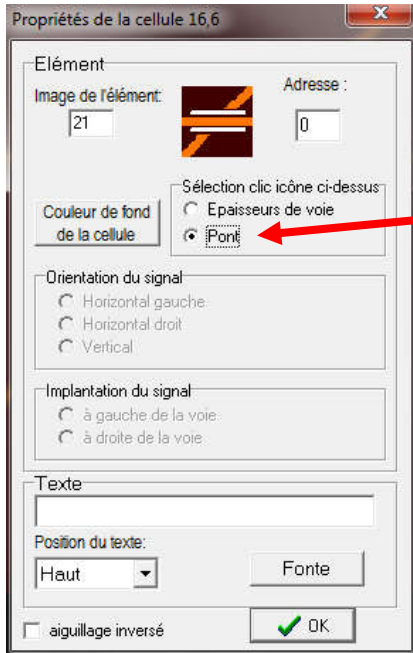 Propriétés de la cellule 16,6
X
Elément
Image de l'élément:
Adresse :
21
0
Couleur de fond
de la cellule
Sélection clic icône ci-dessus
Epaisseurs de voie
Pont
Orientation du signal
Horizontal gauche
Horizontal droit
Vertical
Implantation du signal
à gauche de la voie
à droite de la voie
Texte
Position du texte:
Haut
Fonte
aiguillage inversé
OK